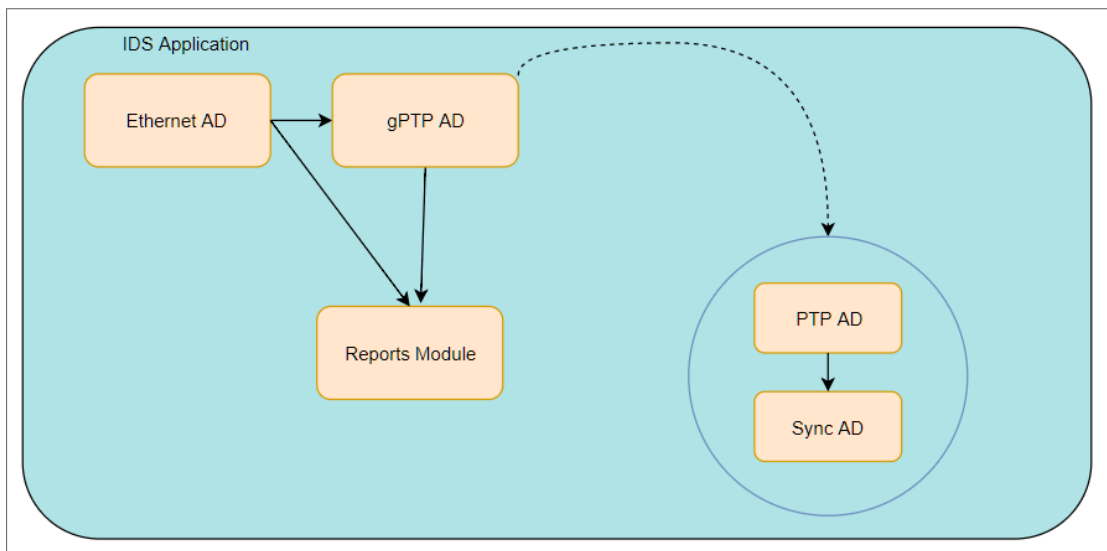 IDS Application
Ethernet AD
gPTP AD
Reports Module
PTP AD
Sync AD